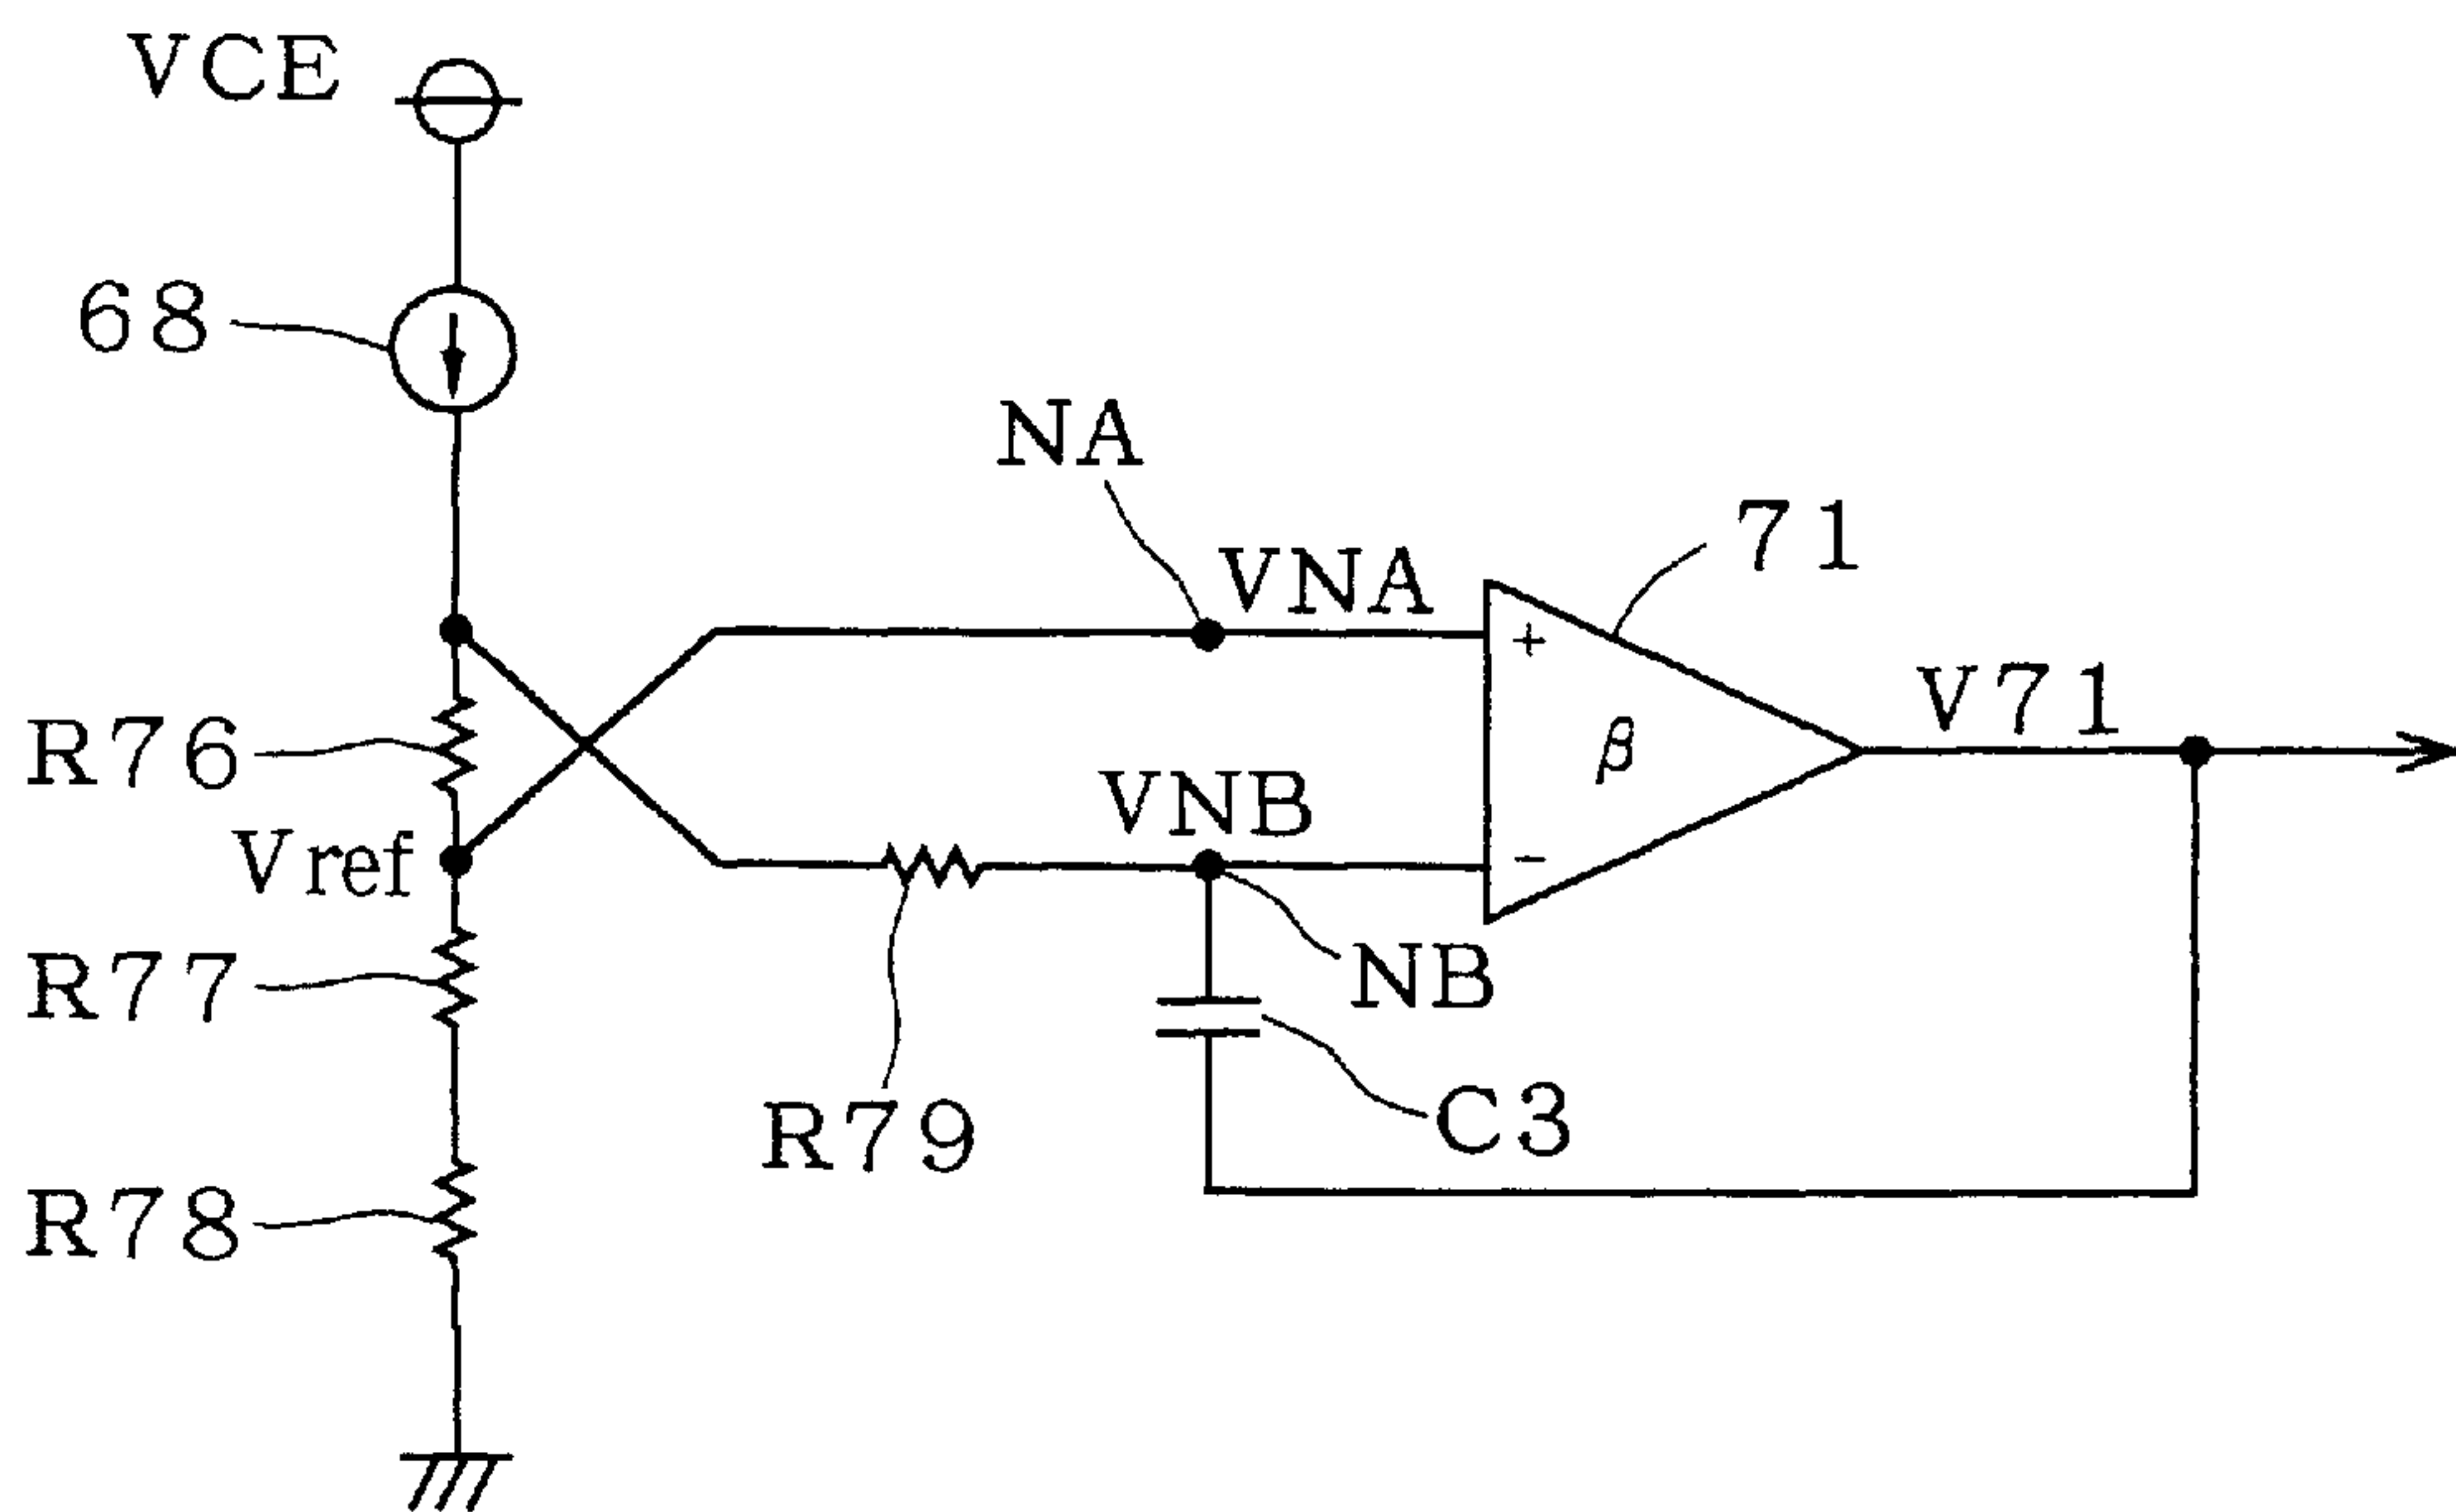 VCE
68
NA
71
VNA
+
V71
R76
β
VNB
Vref
−
R77
NB
R79
C3
R78